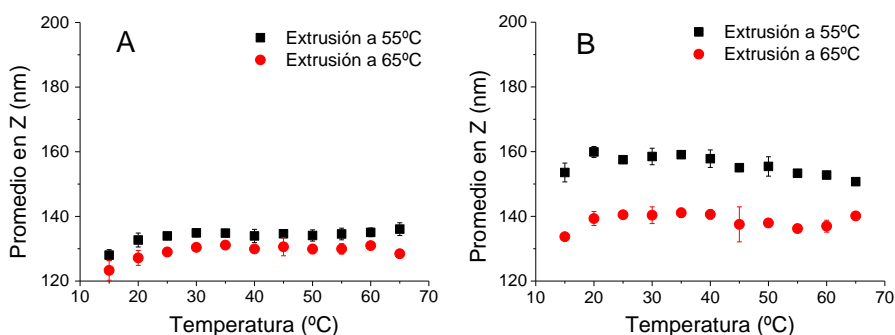 A
Extrusión a 55ºC
Extrusión a 65ºC
Promedio en Z (nm)
200
180
160
140
120
10 20 30 40 50 60 70
Temperatura (ºC)
B
Extrusión a 55ºC
Extrusión a 65ºC
Promedio en Z (nm)
200
180
160
140
120
10 20 30 40 50 60 70
Temperatura (ºC)